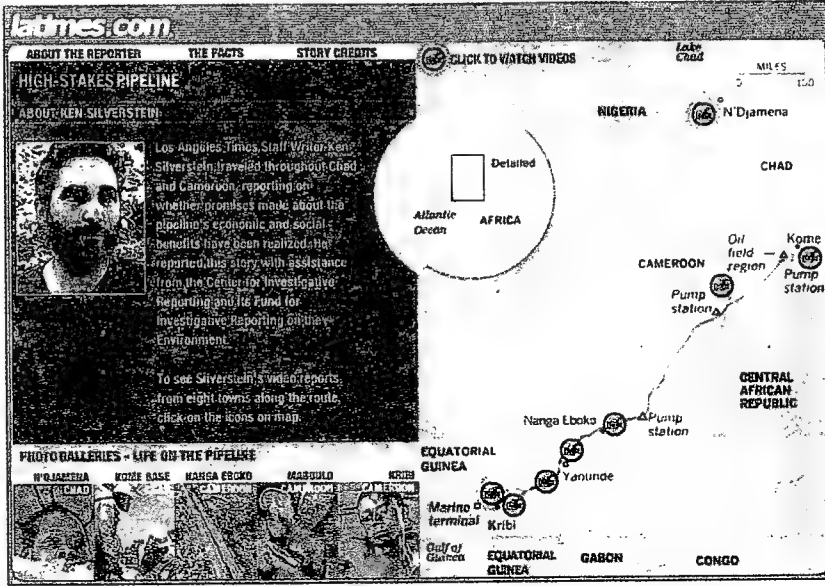 latimes.com
ABOUT THE REPORTER THE FACTS STORY CREDITS
HIGH-STAKES PIPELINE
ABOUT KEN SILVERSTEIN
Los Angeles Times Staff Writer Ken
Silverstein traveled throughout Chad
and Cameroon, reporting on
whether promises made about the
pipeline's economic and social
benefits have been realized. He
reported this story with assistance
from the Center for Investigative
Reporting and its Fund for
Investigative Reporting on the
Environment.
To see Silverstein's video reports
from eight towns along the route,
click on the icons on map.
PHOTO GALLERIES - LIFE ON THE PIPELINE
N'DJAMENA
CHAD
KOME BASE
CHAD
NANGA EBOKO
CAMEROON
CAMEROON
KRIBI
CAMEROON
CLICK TO WATCH VIDEOS
Lake
Chad
MILES
0 100
NIGERIA
N'Djamena
CHAD
Detailed
Atlantic
Ocean
AFRICA
CAMEROON
Oil
field
region
Kome
Pump
station
Pump
station
CENTRAL
AFRICAN
REPUBLIC
Nanga Eboko
Pump
station
EQUATORIAL
GUINEA
Yaounde
Marine
terminal
Kribi
Gulf of
Guinea
EQUATORIAL
GUINEA
GABON
CONGO